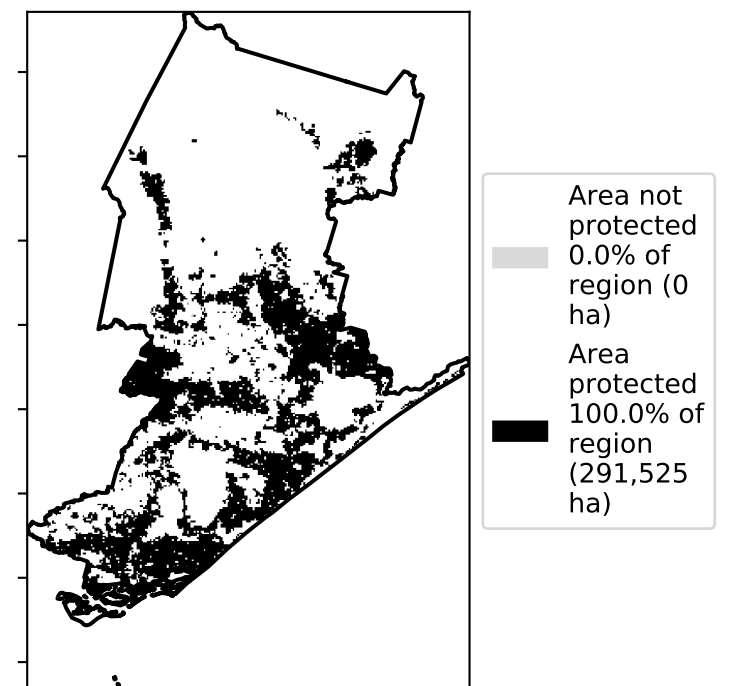 Area not
protected
0.0% of
region (0
ha)
Area
protected
100.0% of
region
(291,525
ha)